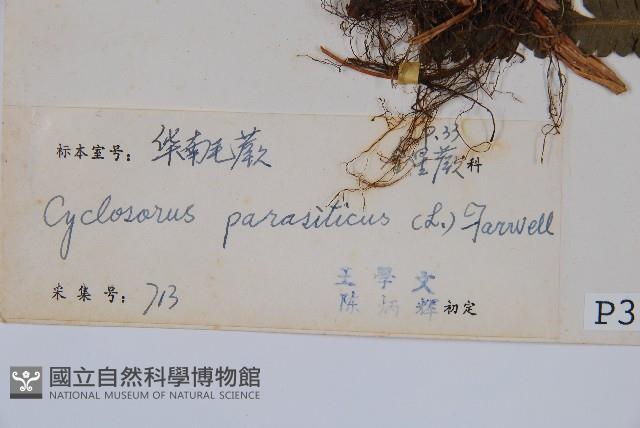 P.33
标本室号：华南毛蕨
星蕨科
Cyclosorus parasiticus (L.) Farwell
采集号：713
王學文
陈炳辉初定
P3
國立自然科學博物館
NATIONAL MUSEUM OF NATURAL SCIENCE